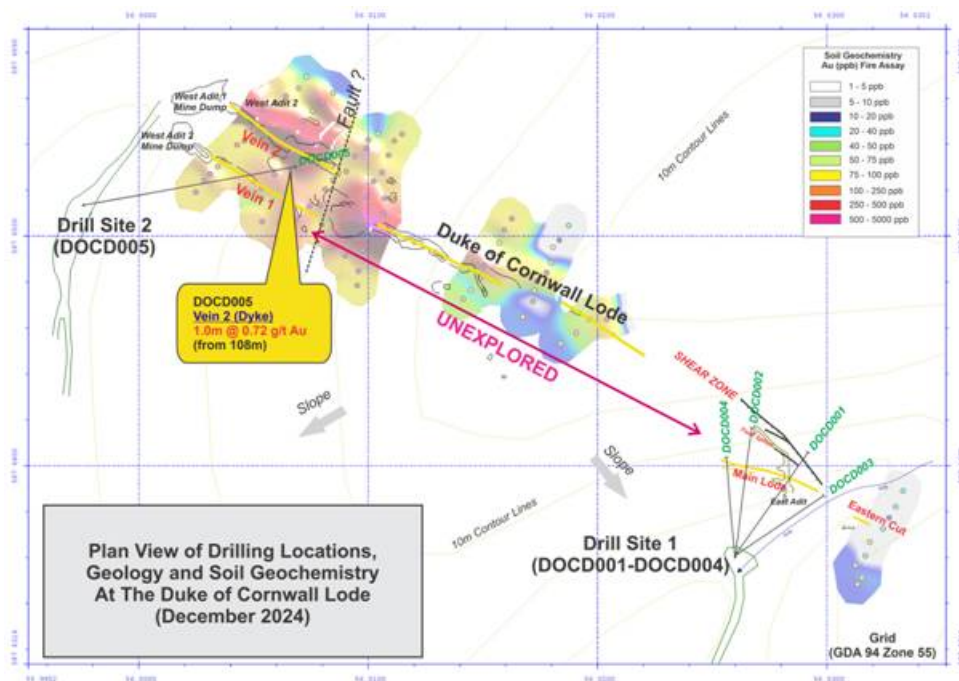 Soil Geochemistry
Au (ppb) Fire Assay
1 - 5 ppb
5 - 10 ppb
10 - 20 ppb
20 - 40 ppb
40 - 50 ppb
50 - 75 ppb
75 - 100 ppb
100 - 250 ppb
250 - 500 ppb
500 - 5000 ppb
West Adit 1
Mine Dump
West Adit 2
Fault ?
West Adit 2
Mine Dump
Vein 2
DOCD005
Vein 1
10m Contour Lines
Drill Site 2
(DOCD005)
Duke of Cornwall Lode
DOCD005
Vein 2 (Dyke)
1.0m @ 0.72 g/t Au
(from 108m)
UNEXPLORED
SHEAR ZONE
Slope
DOCD004
DOCD002
DOCD001
Slope
DOCD003
Main Lode
East Adit
Eastern Cut
10m Contour Lines
Drill Site 1
(DOCD001-DOCD004)
Plan View of Drilling Locations,
Geology and Soil Geochemistry
At The Duke of Cornwall Lode
(December 2024)
Grid
(GDA 94 Zone 55)